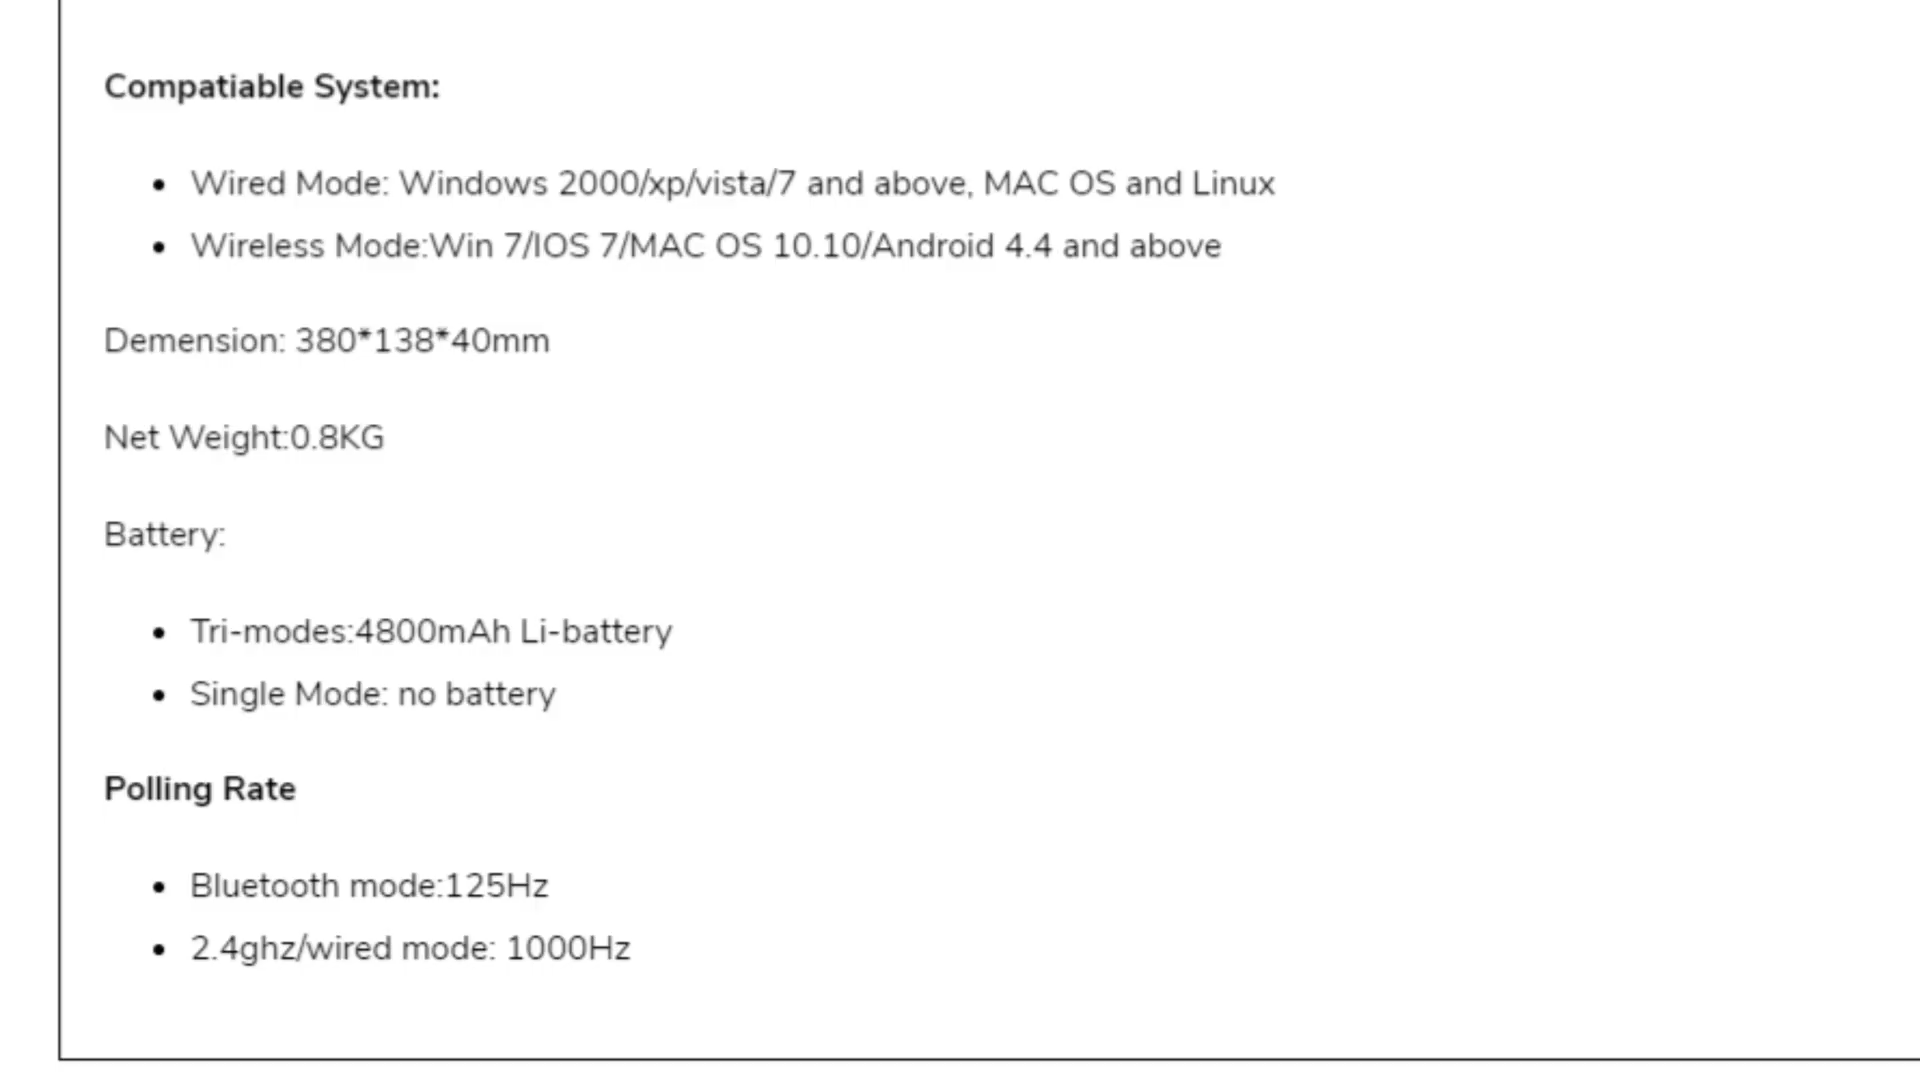 Compatiable System:
Wired Mode: Windows 2000/xp/vista/7 and above, MAC OS and Linux
Wireless Mode:Win 7/IOS 7/MAC OS 10.10/Android 4.4 and above
Demension: 380*138*40mm
Net Weight:0.8KG
Battery:
Tri-modes:4800mAh Li-battery
Single Mode: no battery
Polling Rate
Bluetooth mode:125Hz
2.4ghz/wired mode: 1000Hz